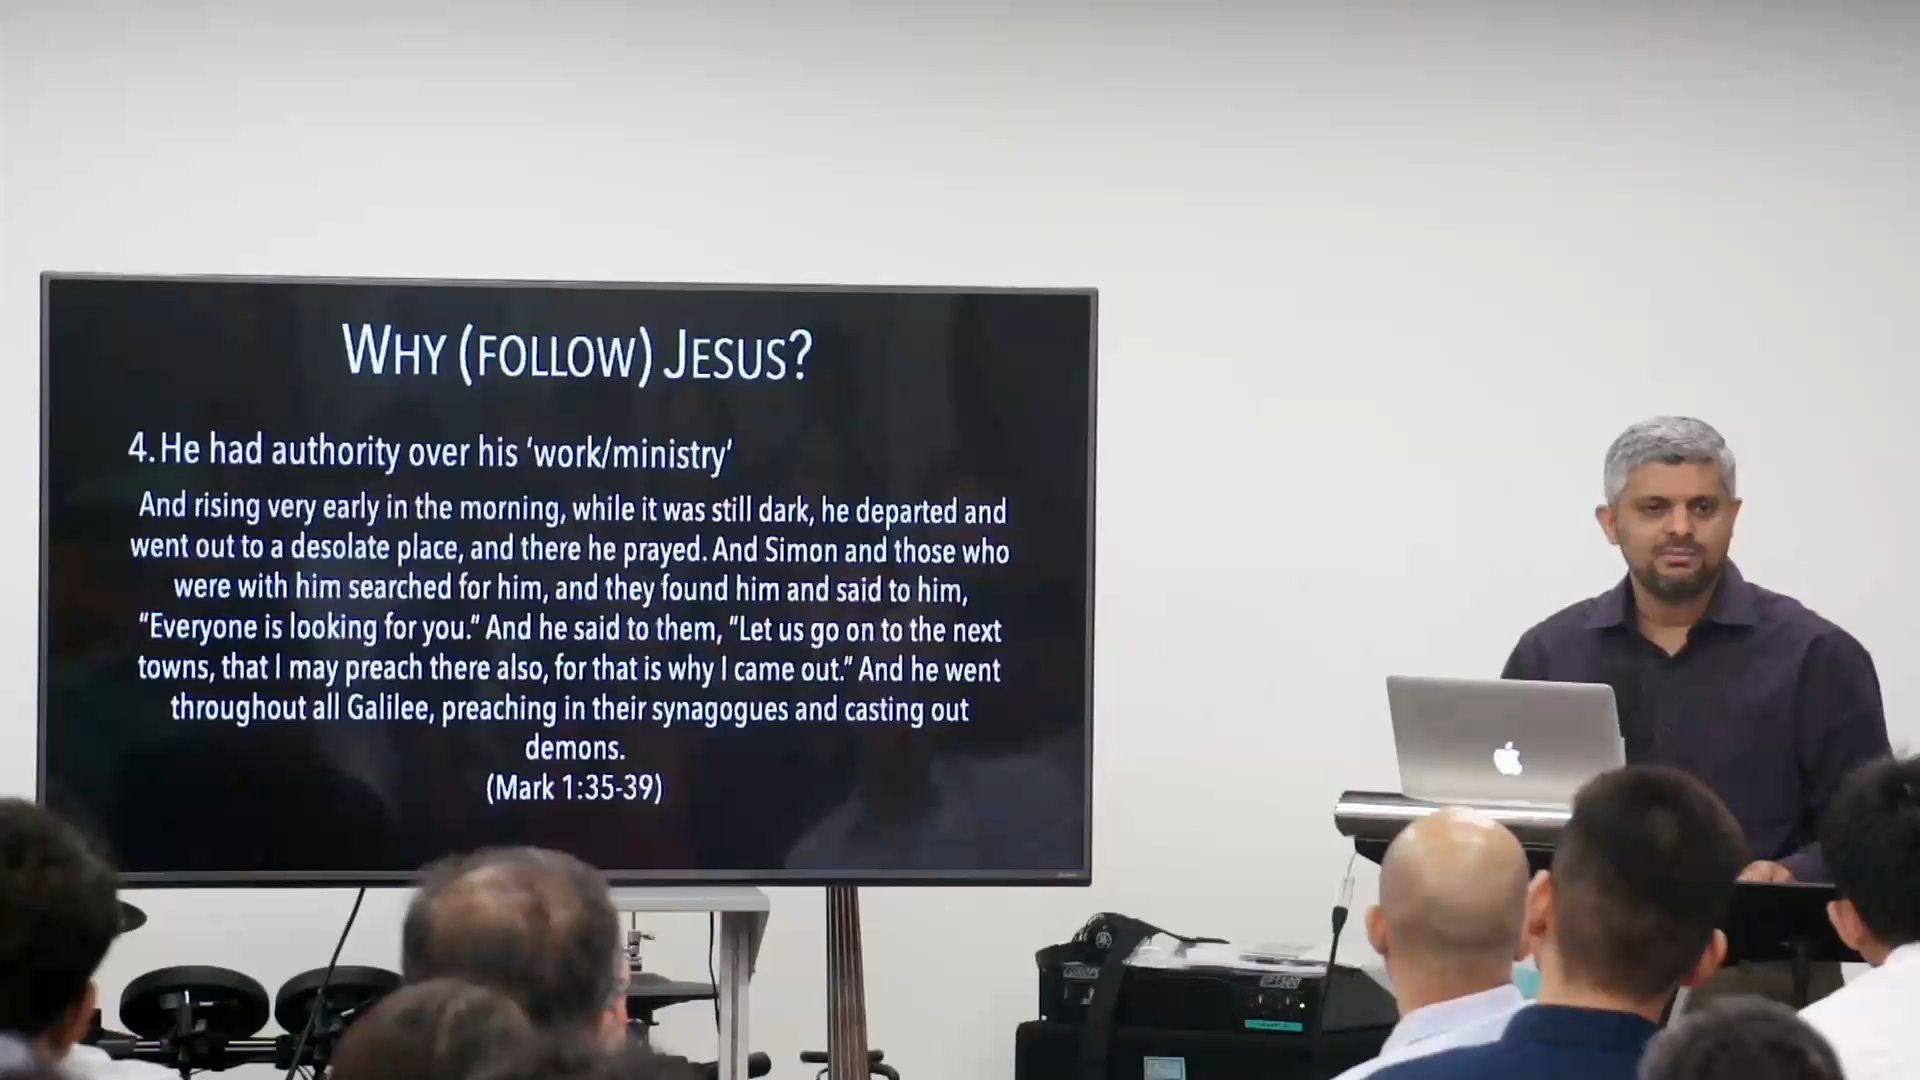 WHY (FOLLOW) JESUS?
4. He had authority over his ‘work/ministry’
And rising very early in the morning, while it was still dark, he departed and
went out to a desolate place, and there he prayed. And Simon and those who
were with him searched for him, and they found him and said to him,
“Everyone is looking for you.” And he said to them, “Let us go on to the next
towns, that I may preach there also, for that is why I came out.” And he went
throughout all Galilee, preaching in their synagogues and casting out
demons.
(Mark 1:35-39)